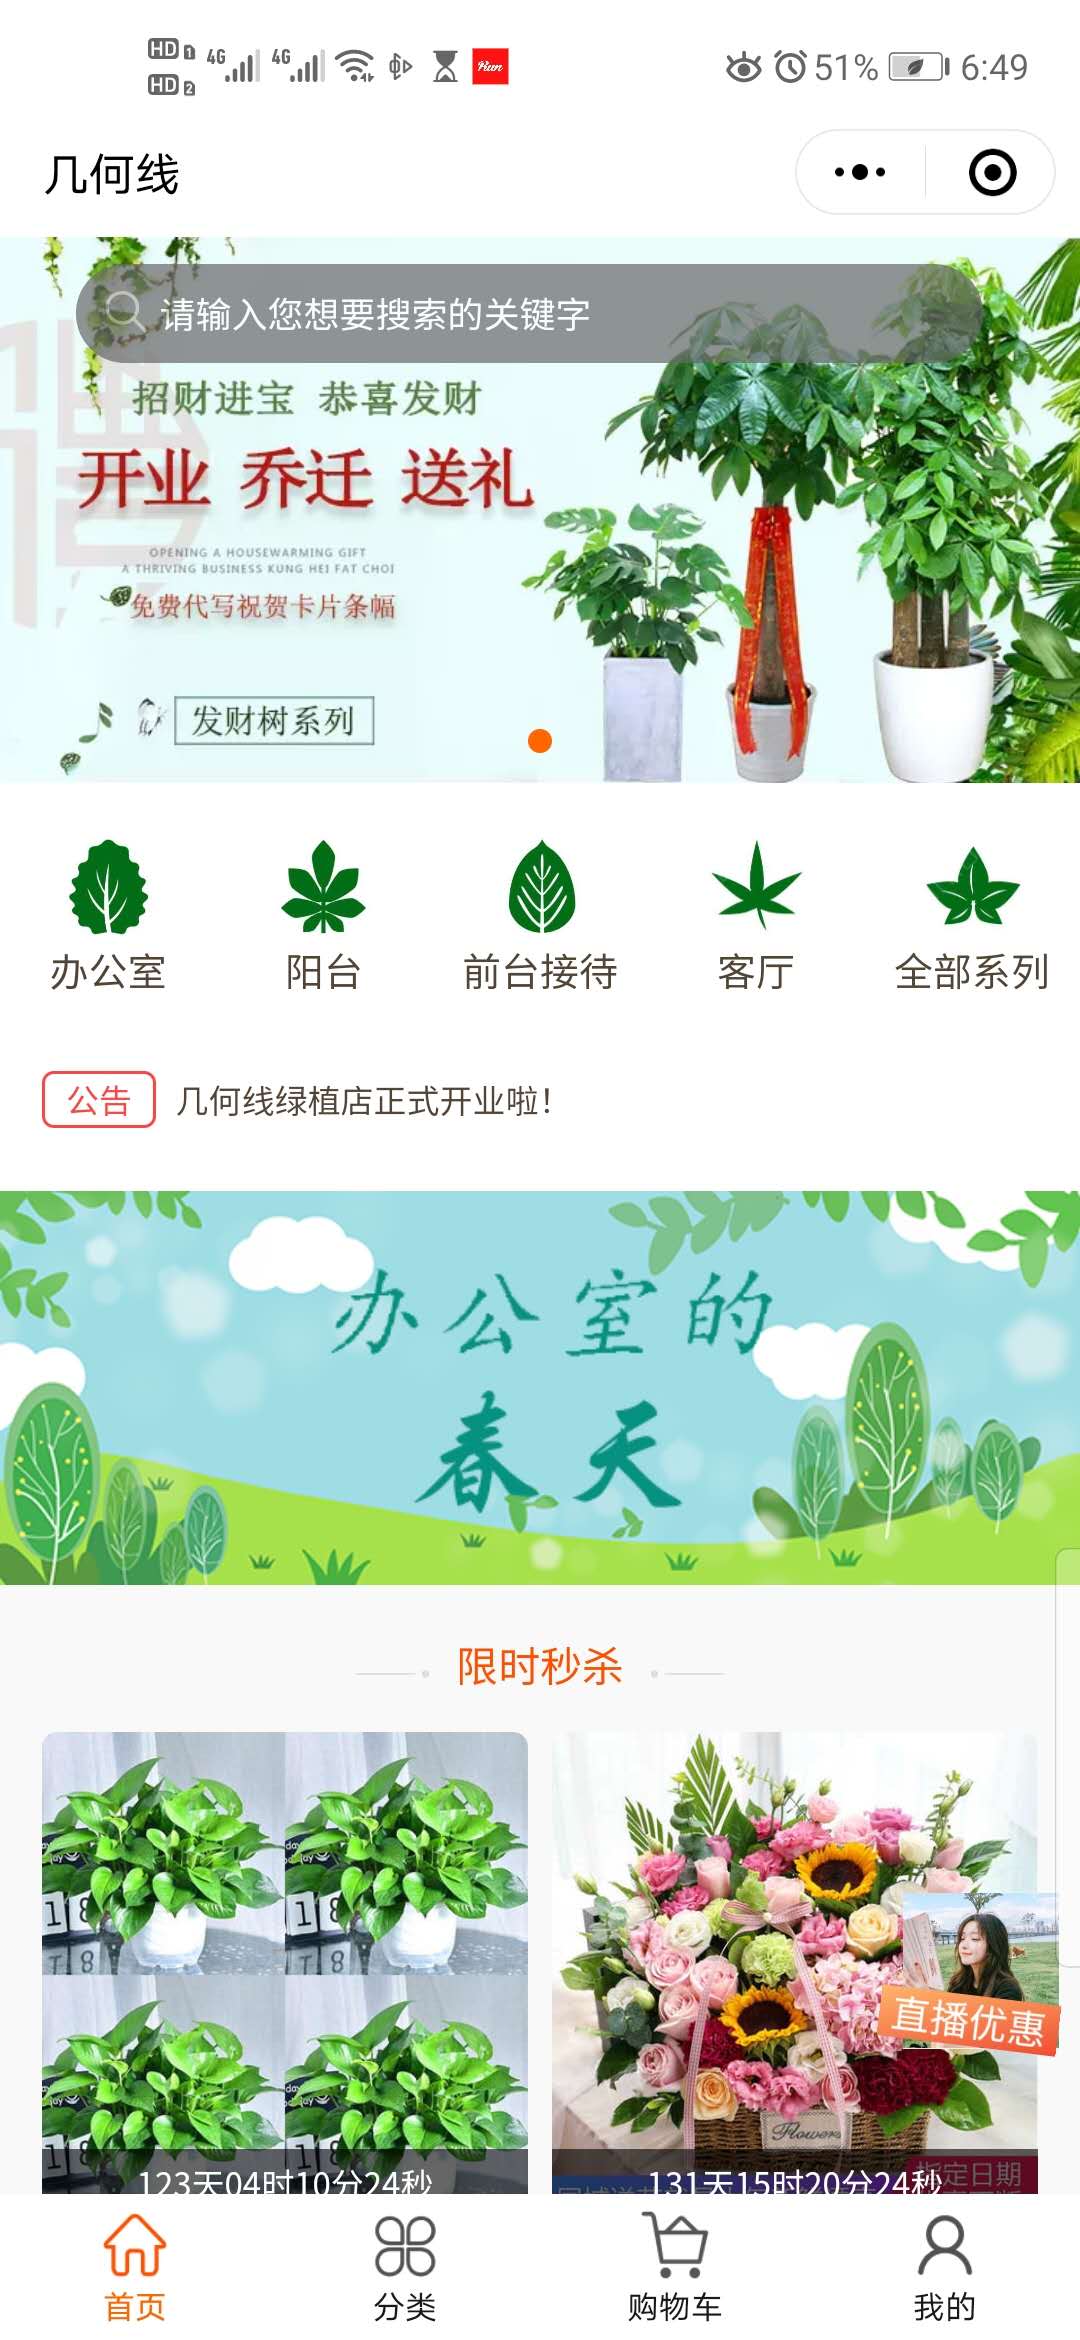 HD 1 4G 4G Run 51% 6:49
HD 2
几何线
请输入您想要搜索的关键字
招财进宝 恭喜发财
开业 乔迁 送礼
OPENING A HOUSEWARMING GIFT
A THRIVING BUSINESS KUNG HEI FAT CHOI
免费代写祝贺卡片条幅
发财树系列
办公室 阳台 前台接待 客厅 全部系列
公告 几何线绿植店正式开业啦!
办公室的
春天
限时秒杀
Flowers
直播优惠
指定日期
123天04时10分24秒 131天15时20分24秒
首页 分类 购物车 我的